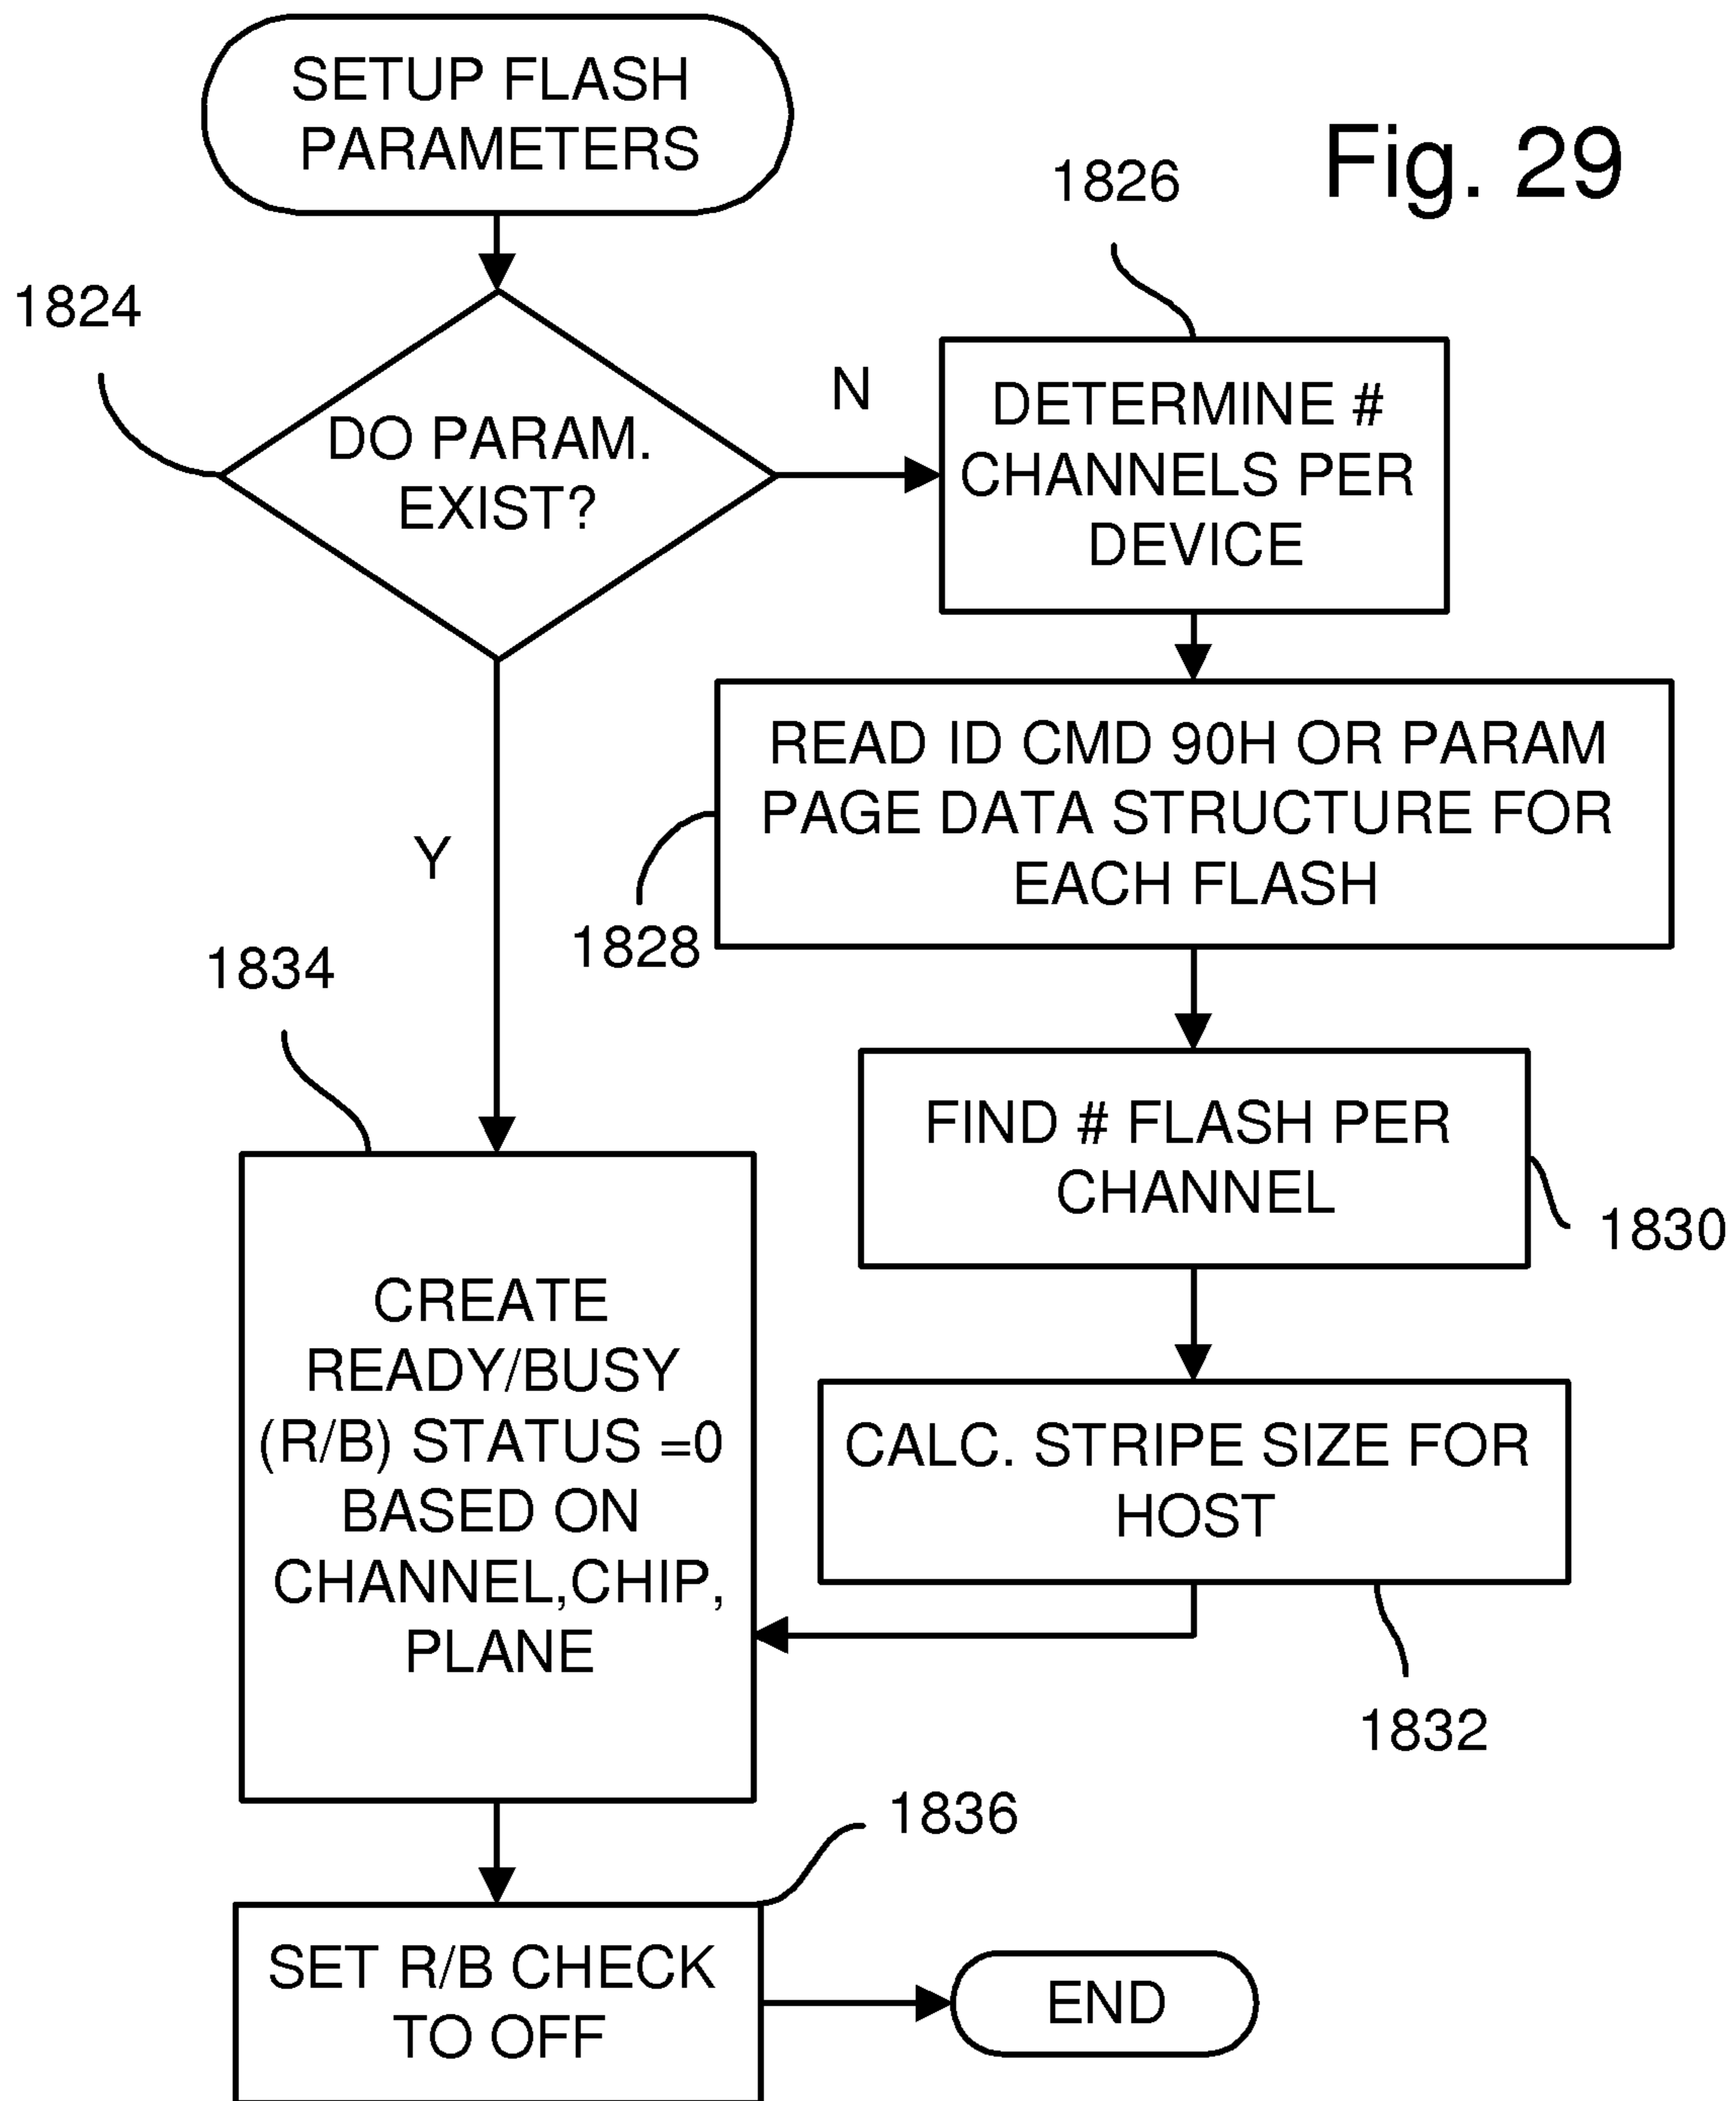 SETUP FLASH
PARAMETERS
Fig. 29
1826
1824
DO PARAM.
EXIST?
N
DETERMINE #
CHANNELS PER
DEVICE
READ ID CMD 90H OR PARAM
PAGE DATA STRUCTURE FOR
EACH FLASH
1828
Y
1834
FIND # FLASH PER
CHANNEL
1830
CREATE
READY/BUSY
(R/B) STATUS =0
BASED ON
CHANNEL,CHIP,
PLANE
CALC. STRIPE SIZE FOR
HOST
1832
1836
SET R/B CHECK
TO OFF
END